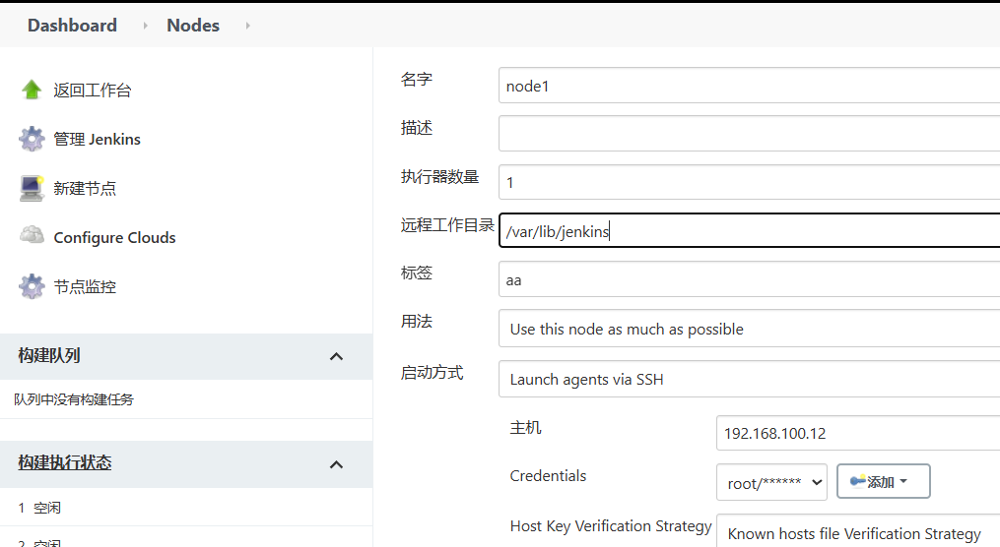 Dashboard
Nodes
返回工作台
管理 Jenkins
新建节点
Configure Clouds
节点监控
构建队列
队列中没有构建任务
构建执行状态
1 空闲
2 空闲
名字
node1
描述
执行器数量
1
远程工作目录
/var/lib/jenkins
标签
aa
用法
Use this node as much as possible
启动方式
Launch agents via SSH
主机
192.168.100.12
Credentials
root/******
添加
Host Key Verification Strategy
Known hosts file Verification Strategy